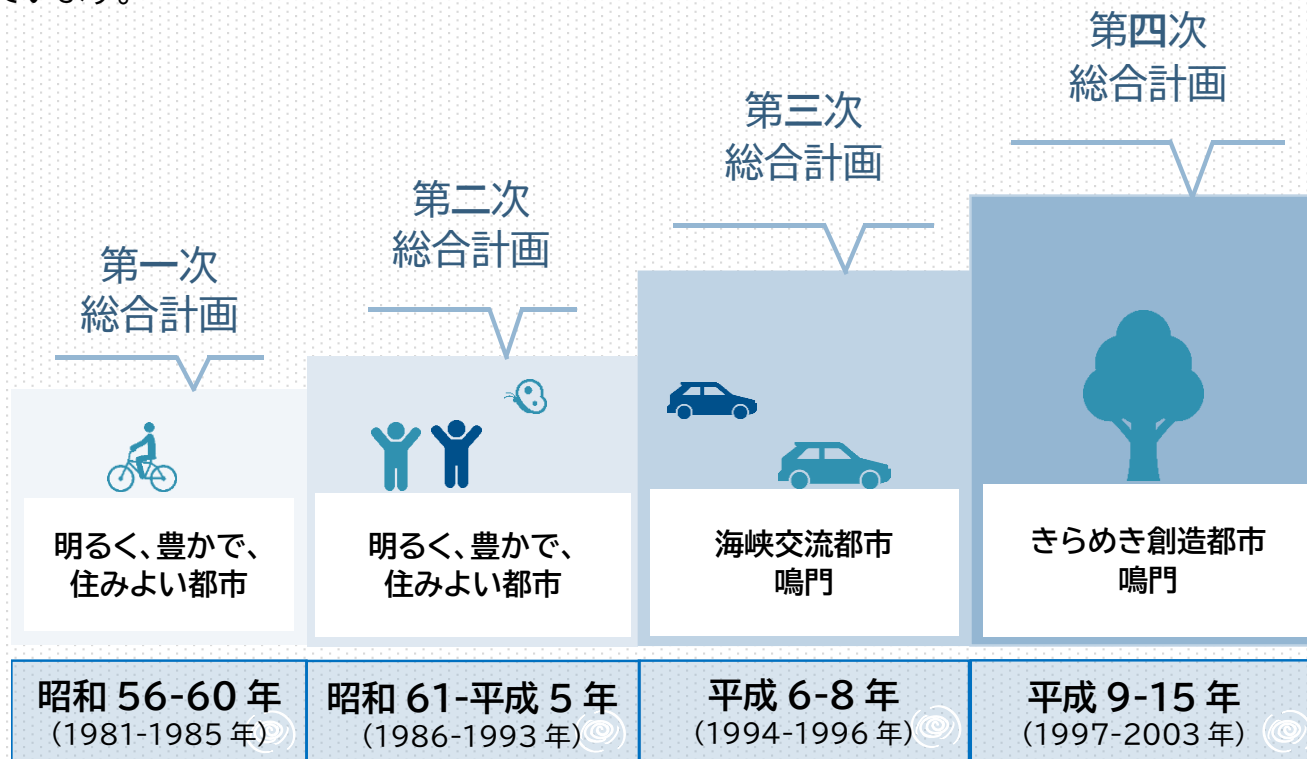 ています。
第一次
総合計画
第二次
総合計画
第三次
総合計画
第四次
総合計画
明るく、豊かで、
住みよい都市
明るく、豊かで、
住みよい都市
海峡交流都市
鳴門
きらめき創造都市
鳴門
昭和 56-60 年
(1981-1985 年)
昭和 61-平成 5 年
(1986-1993 年)
平成 6-8 年
(1994-1996 年)
平成 9-15 年
(1997-2003 年)